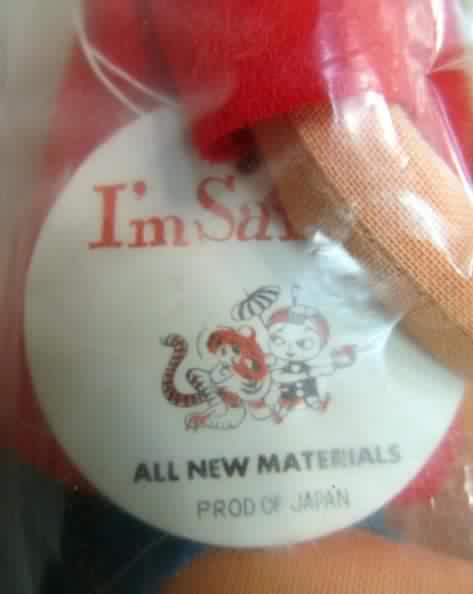 I'm
ALL NEW MATERIALS
PROD OF JAPAN